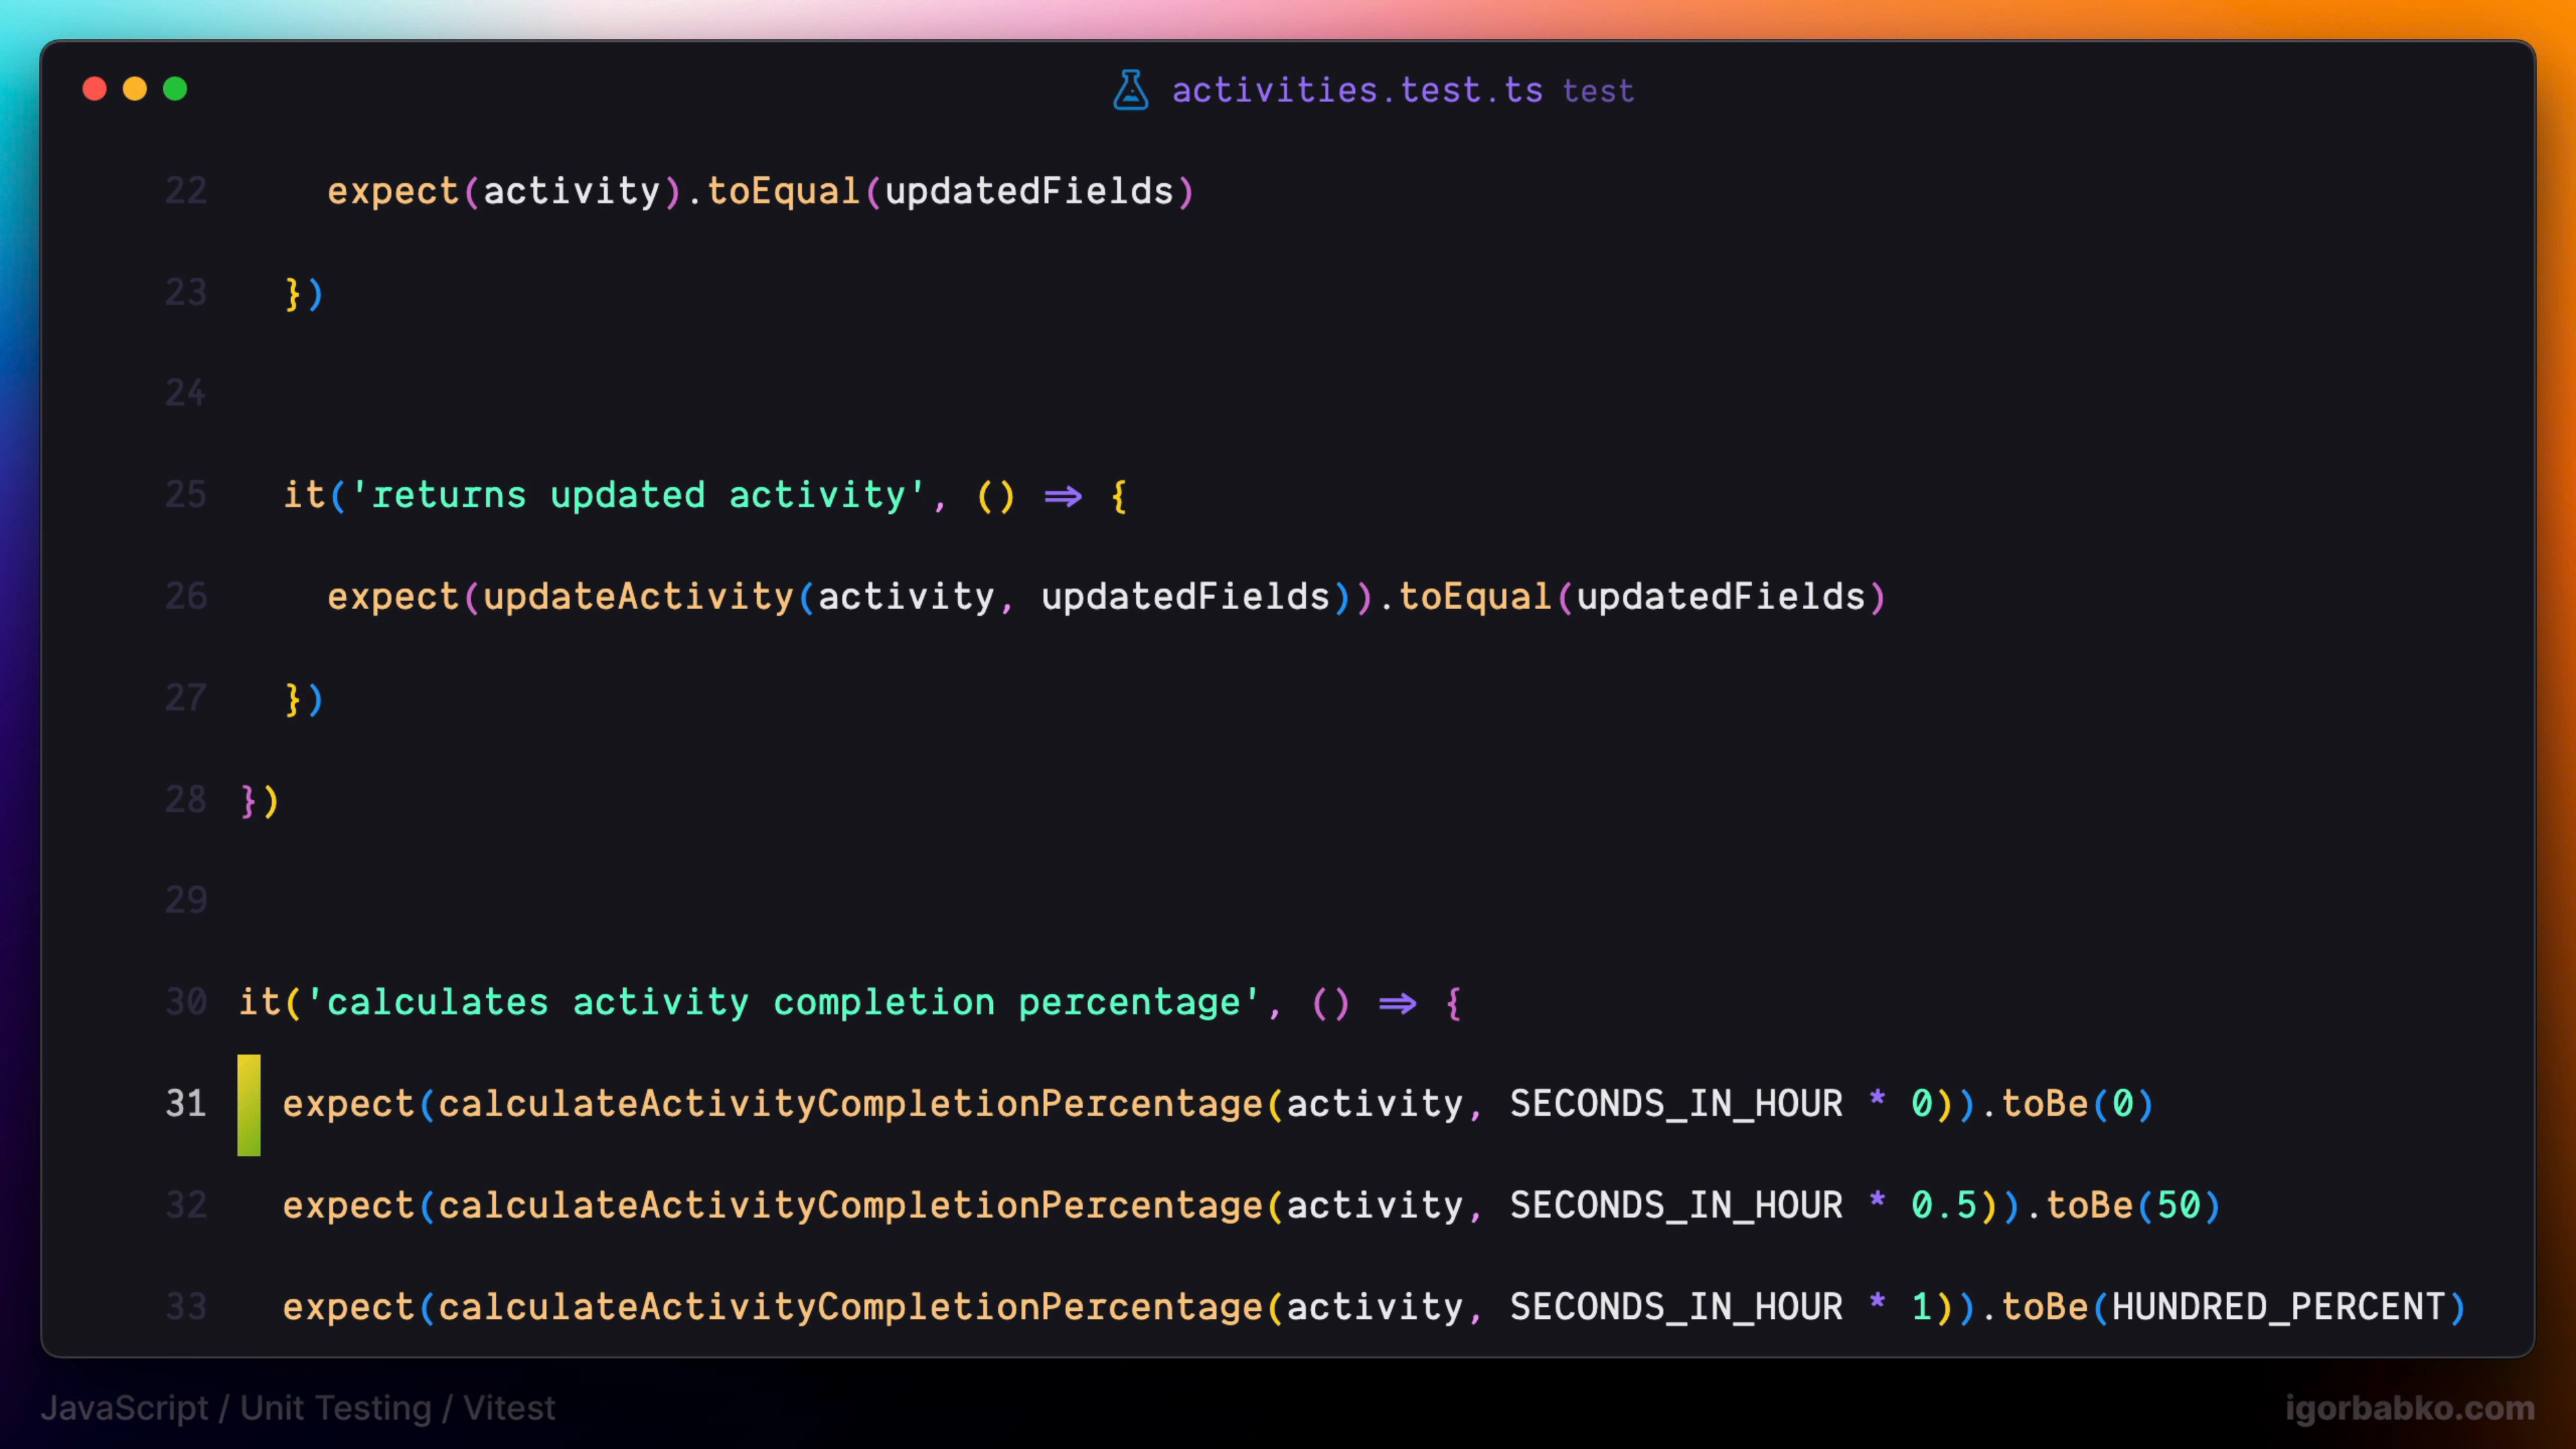 activities.test.ts test
22 expect(activity).toEqual(updatedFields)
23 })
24
25 it('returns updated activity', () => {
26 expect(updateActivity(activity, updatedFields)).toEqual(updatedFields)
27 })
28 })
29
30 it('calculates activity completion percentage', () => {
31 expect(calculateActivityCompletionPercentage(activity, SECONDS_IN_HOUR * 0)).toBe(0)
32 expect(calculateActivityCompletionPercentage(activity, SECONDS_IN_HOUR * 0.5)).toBe(50)
33 expect(calculateActivityCompletionPercentage(activity, SECONDS_IN_HOUR * 1)).toBe(HUNDRED_PERCENT)
JavaScript / Unit Testing / Vitest
igorbabko.com